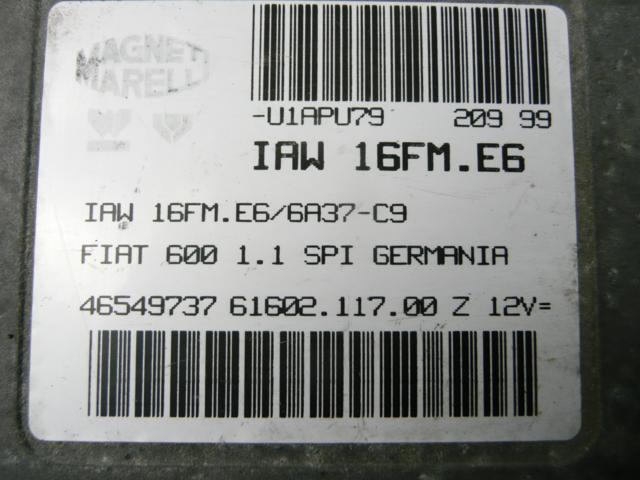 MAGNETI
MARELLI
-U1APU79 209 99
IAW 16FM.E6
IAW 16FM.E6/6A37-C9
FIAT 600 1.1 SPI GERMANIA
46549737 61602.117.00 Z 12V=